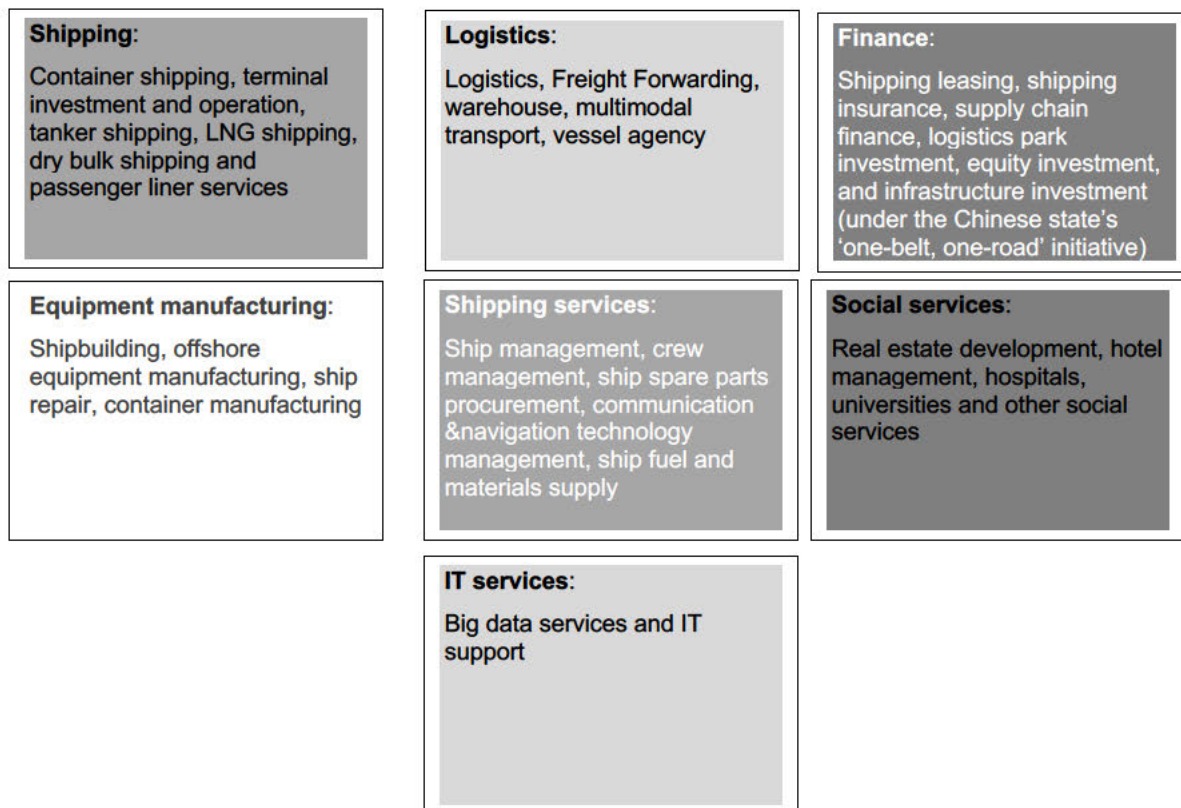 Shipping:
Container shipping, terminal
investment and operation,
tanker shipping, LNG shipping,
dry bulk shipping and
passenger liner services
Logistics:
Logistics, Freight Forwarding,
warehouse, multimodal
transport, vessel agency
Finance:
Shipping leasing, shipping
insurance, supply chain
finance, logistics park
investment, equity investment,
and infrastructure investment
(under the Chinese state's
'one-belt, one-road' initiative)
Equipment manufacturing:
Shipbuilding, offshore
equipment manufacturing, ship
repair, container manufacturing
Shipping services:
Ship management, crew
management, ship spare parts
procurement, communication
&navigation technology
management, ship fuel and
materials supply
Social services:
Real estate development, hotel
management, hospitals,
universities and other social
services
IT services:
Big data services and IT
support